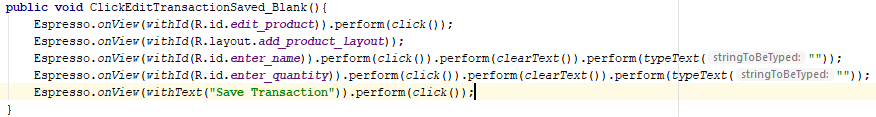 public void ClickEditTransactionSaved_Blank(){
Espresso.onView(withId(R.id.edit_product)).perform(click());
Espresso.onView(withId(R.layout.add_product_layout));
Espresso.onView(withId(R.id.enter_name)).perform(click()).perform(clearText()).perform(typeText( stringToBeTyped: ""));
Espresso.onView(withId(R.id.enter_quantity)).perform(click()).perform(clearText()).perform(typeText( stringToBeTyped: ""));
Espresso.onView(withText("Save Transaction")).perform(click());
}